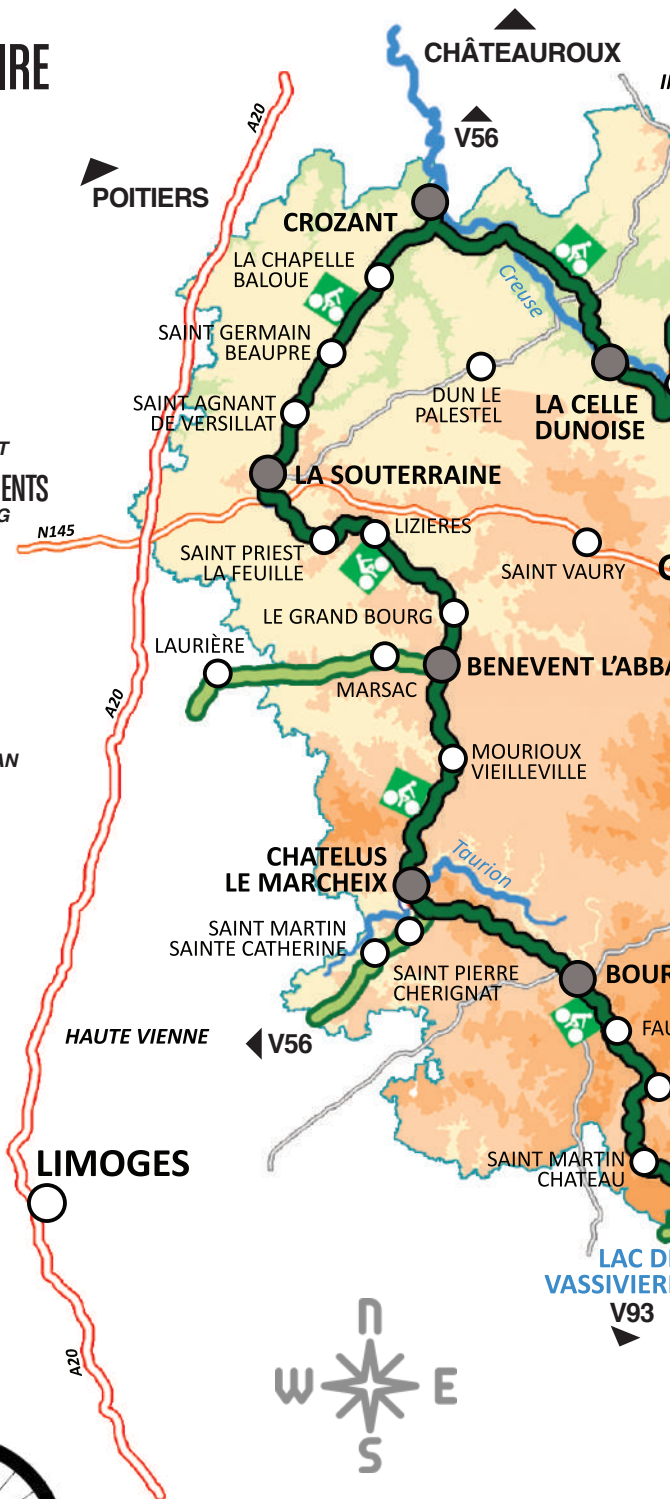 IRE
CHÂTEAUROUX
V56
A20
POITIERS
CROZANT
LA CHAPELLE
BALOUE
Creuse
SAINT GERMAIN
BEAUPRE
DUN LE
PALESTEL
LA CELLE
DUNOISE
SAINT AGNANT
DE VERSILLAT
T
ENTS
G
LA SOUTERRAINE
N145
LIZIERES
SAINT PRIEST
LA FEUILLE
SAINT VAURY
LE GRAND BOURG
LAURIÈRE
BENEVENT L'ABBA
MARSAC
A20
MOURIOUX
VIEILLEVILLE
AN
CHATELUS
LE MARCHEIX
Taurion
SAINT MARTIN
SAINTE CATHERINE
SAINT PIERRE
CHERIGNAT
BOUR
FAU
HAUTE VIENNE
V56
LIMOGES
SAINT MARTIN
CHATEAU
LAC DE
VASSIVIERE
V93
A20
n
W E
S